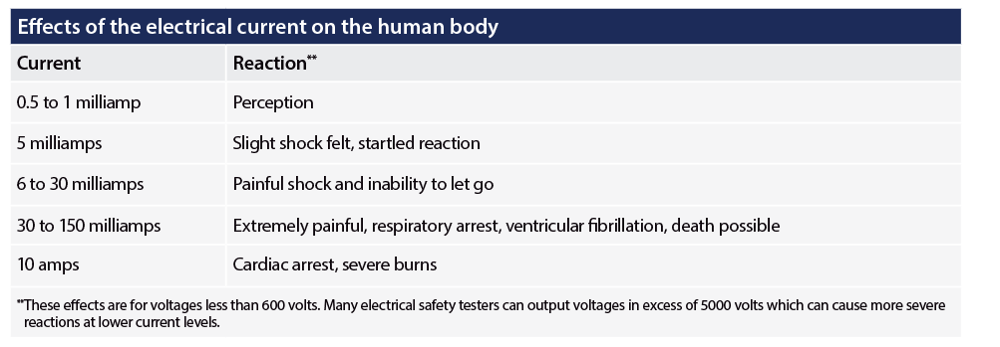 Effects of the electrical current on the human body
Current Reaction**
0.5 to 1 milliamp Perception
5 milliamps Slight shock felt, startled reaction
6 to 30 milliamps Painful shock and inability to let go
30 to 150 milliamps Extremely painful, respiratory arrest, ventricular fibrillation, death possible
10 amps Cardiac arrest, severe burns
**These effects are for voltages less than 600 volts. Many electrical safety testers can output voltages in excess of 5000 volts which can cause more severe
reactions at lower current levels.